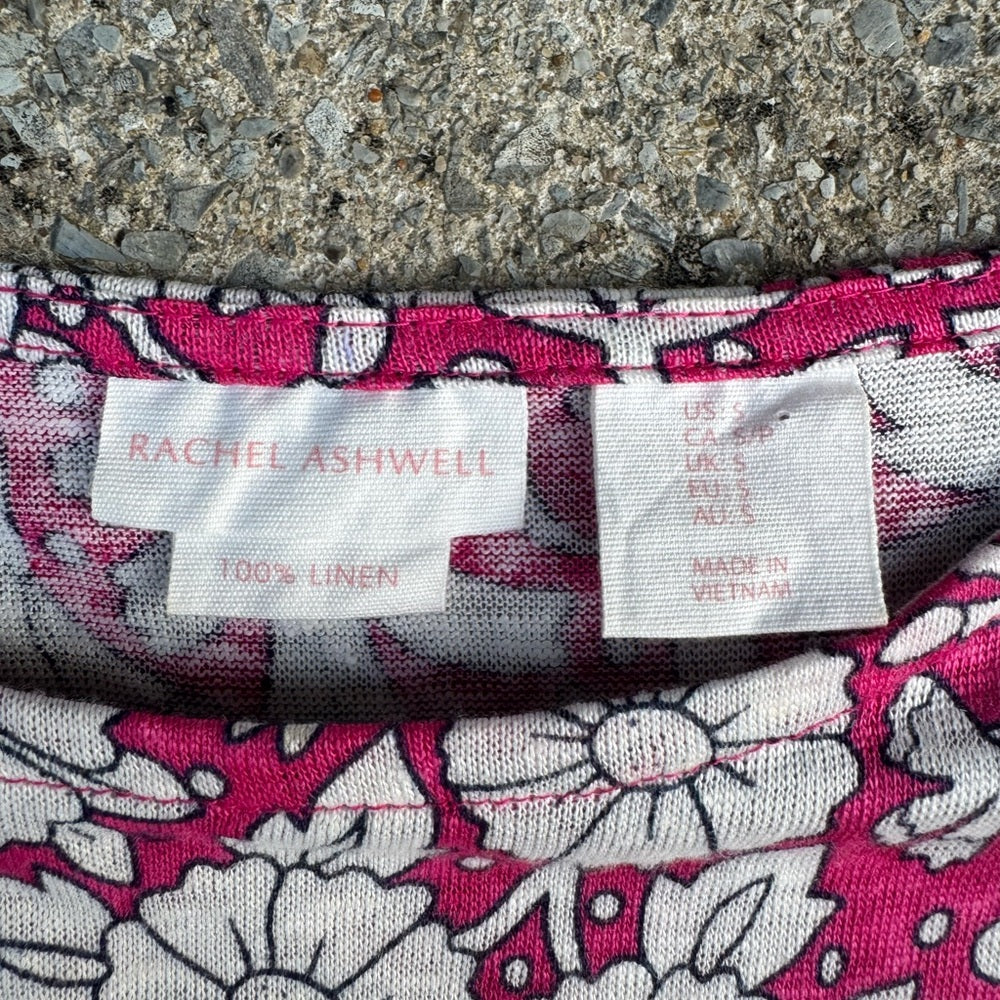 RACHEL ASHWELL
100% LINEN
US: S
CA: S/P
UK: S
EU: S
AU: S
MADE IN
VIETNAM